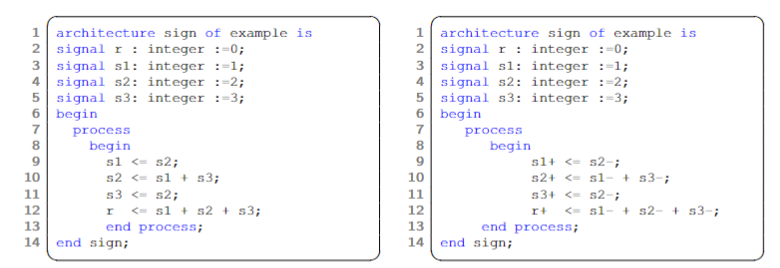 1 architecture sign of example is
2 signal r : integer :=0;
3 signal s1: integer :=1;
4 signal s2: integer :=2;
5 signal s3: integer :=3;
6 begin
7 process
8 begin
9 s1 <= s2;
10 s2 <= s1 + s3;
11 s3 <= s2;
12 r <= s1 + s2 + s3;
13 end process;
14 end sign;
1 architecture sign of example is
2 signal r : integer :=0;
3 signal s1: integer :=1;
4 signal s2: integer :=2;
5 signal s3: integer :=3;
6 begin
7 process
8 begin
9 s1+ <= s2-;
10 s2+ <= s1- + s3-;
11 s3+ <= s2-;
12 r+ <= s1- + s2- + s3-;
13 end process;
14 end sign;